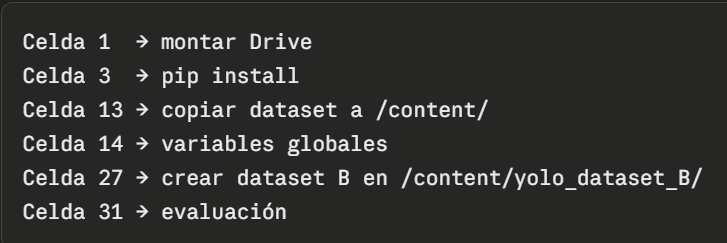 Celda 1  → montar Drive
Celda 3  → pip install
Celda 13 → copiar dataset a /content/
Celda 14 → variables globales
Celda 27 → crear dataset B en /content/yolo_dataset_B/
Celda 31 → evaluación